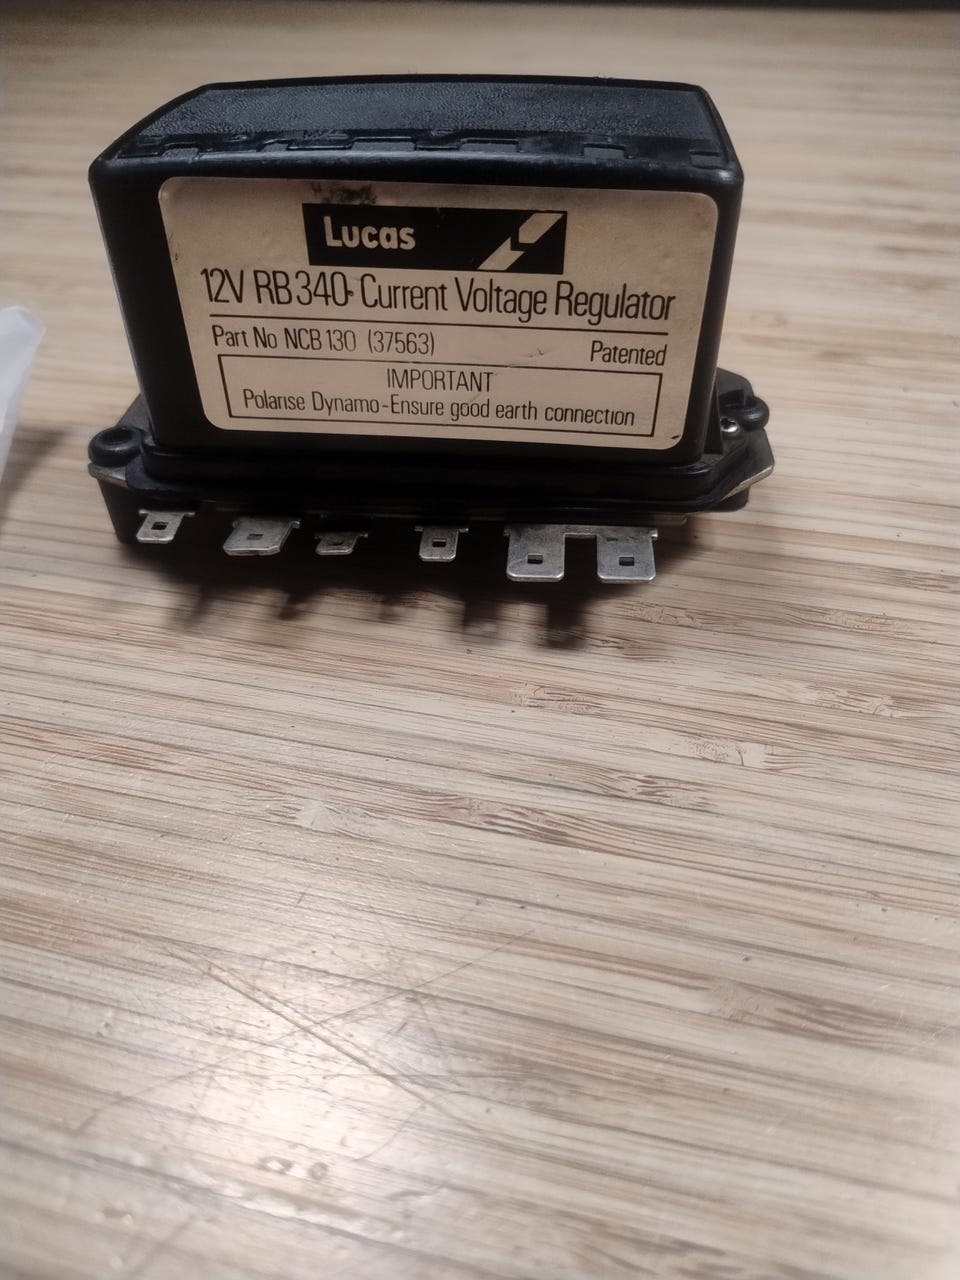 Lucas
12V RB340 Current Voltage Regulator
Part No NCB 130 (37563)
Patented
IMPORTANT
Polarise Dynamo-Ensure good earth connection